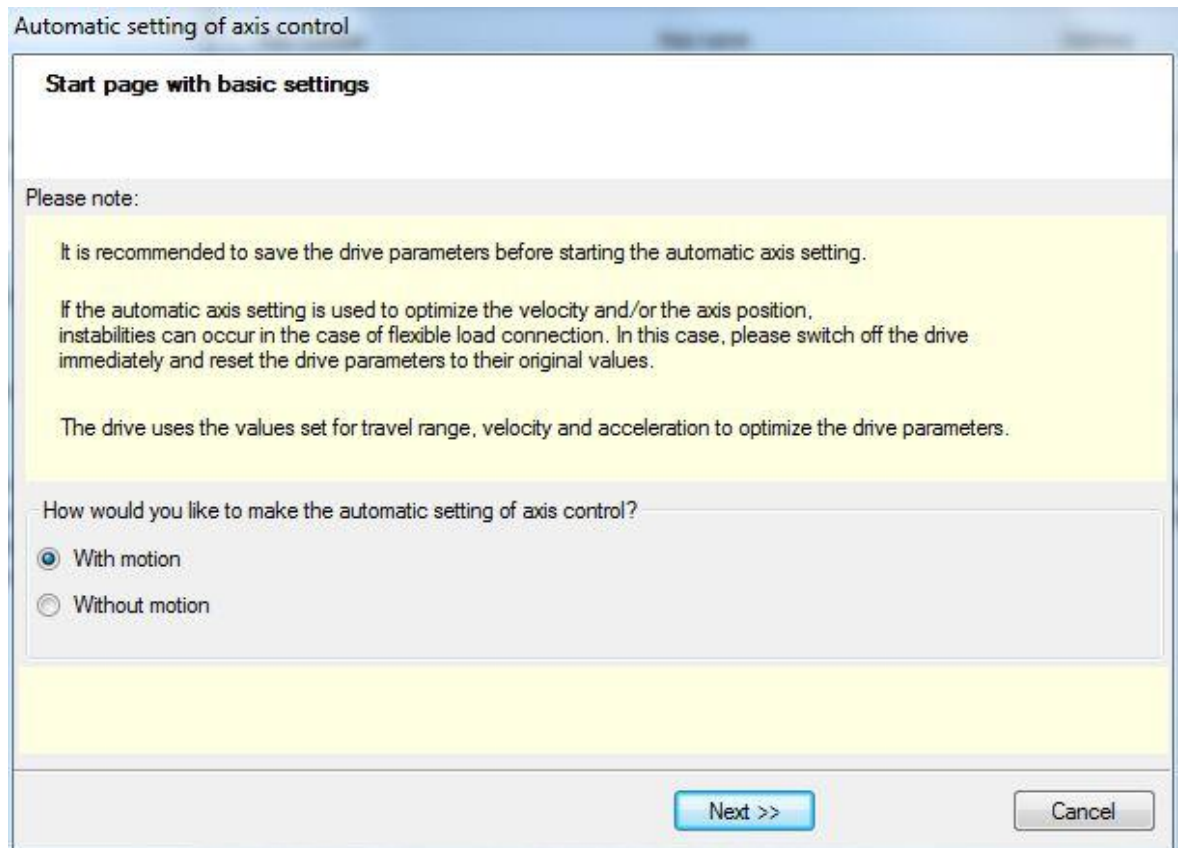 Automatic setting of axis control
Start page with basic settings
Please note:
It is recommended to save the drive parameters before starting the automatic axis setting.
If the automatic axis setting is used to optimize the velocity and/or the axis position,
instabilities can occur in the case of flexible load connection. In this case, please switch off the drive
immediately and reset the drive parameters to their original values.
The drive uses the values set for travel range, velocity and acceleration to optimize the drive parameters.
How would you like to make the automatic setting of axis control?
With motion
Without motion
Next >>
Cancel